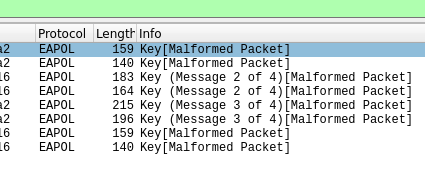 Protocol Length Info
a2 EAPOL 159 Key[Malformed Packet]
a2 EAPOL 140 Key[Malformed Packet]
16 EAPOL 183 Key (Message 2 of 4)[Malformed Packet]
16 EAPOL 164 Key (Message 2 of 4)[Malformed Packet]
a2 EAPOL 215 Key (Message 3 of 4)[Malformed Packet]
a2 EAPOL 196 Key (Message 3 of 4)[Malformed Packet]
16 EAPOL 159 Key[Malformed Packet]
16 EAPOL 140 Key[Malformed Packet]